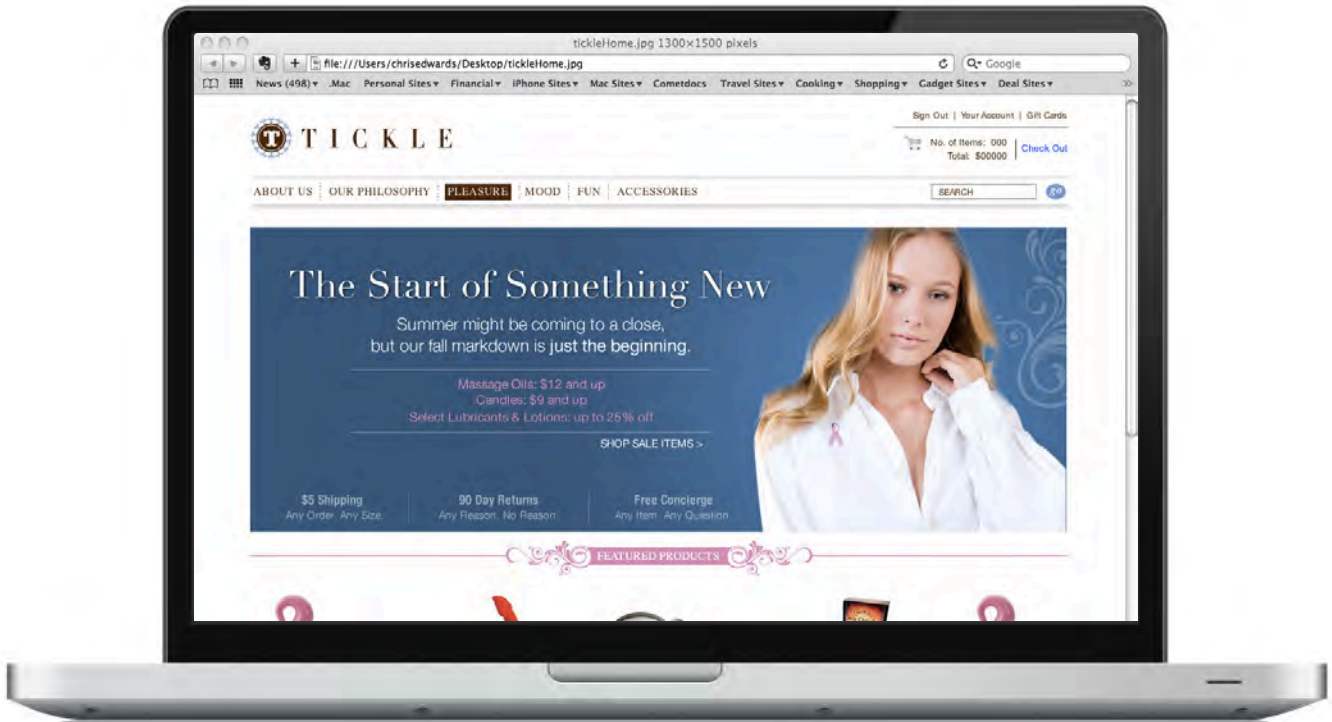 tickleHome.jpg 1300×1500 pixels
file:///Users/chrisedwards/Desktop/tickleHome.jpg
Google
News (498) .Mac Personal Sites Financial iPhone Sites Mac Sites Cometdocs Travel Sites Cooking Shopping Gadget Sites Deal Sites
Sign Out | Your Account | Gift Cards
T TICKLE
No. of Items: 000
Total: $00000
Check Out
ABOUT US OUR PHILOSOPHY PLEASURE MOOD FUN ACCESSORIES
SEARCH go
The Start of Something New
Summer might be coming to a close,
but our fall markdown is just the beginning.
Massage Oils: $12 and up
Candles: $9 and up
Select Lubricants & Lotions: up to 25% off
SHOP SALE ITEMS >
$5 Shipping 90 Day Returns Free Concierge
Any Order. Any Size. Any Reason. No Reason. Any Item. Any Question
FEATURED PRODUCTS